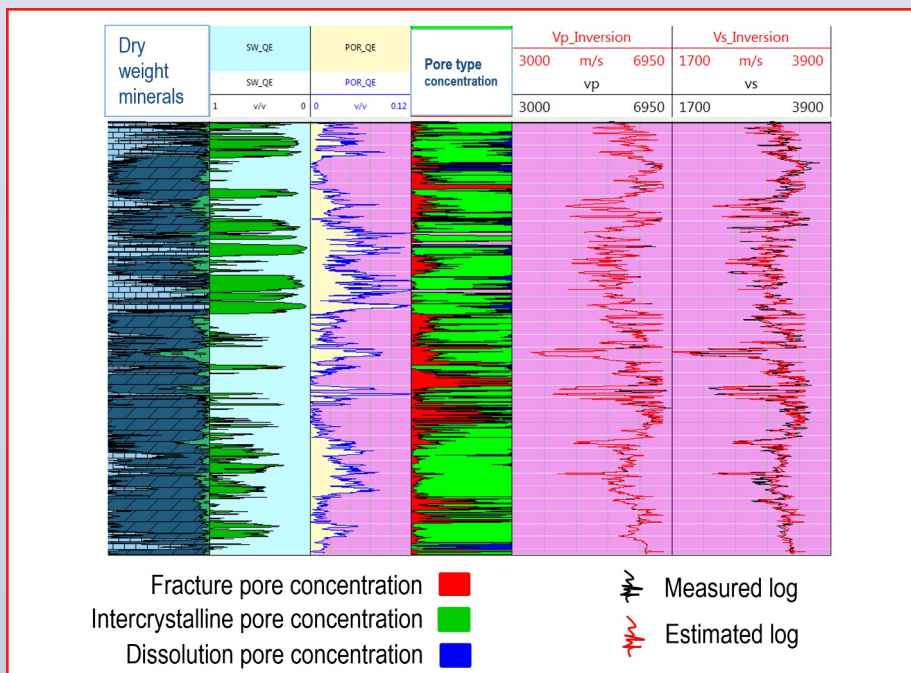 Dry
weight
minerals
SW_QE
SW_QE
1 v/v 0
POR_QE
POR_QE
0 v/v 0.12
Pore type
concentration
Vp_Inversion
3000 m/s 6950
vp
3000 6950
Vs_Inversion
1700 m/s 3900
vs
1700 3900
Fracture pore concentration
Intercrystalline pore concentration
Dissolution pore concentration
Measured log
Estimated log